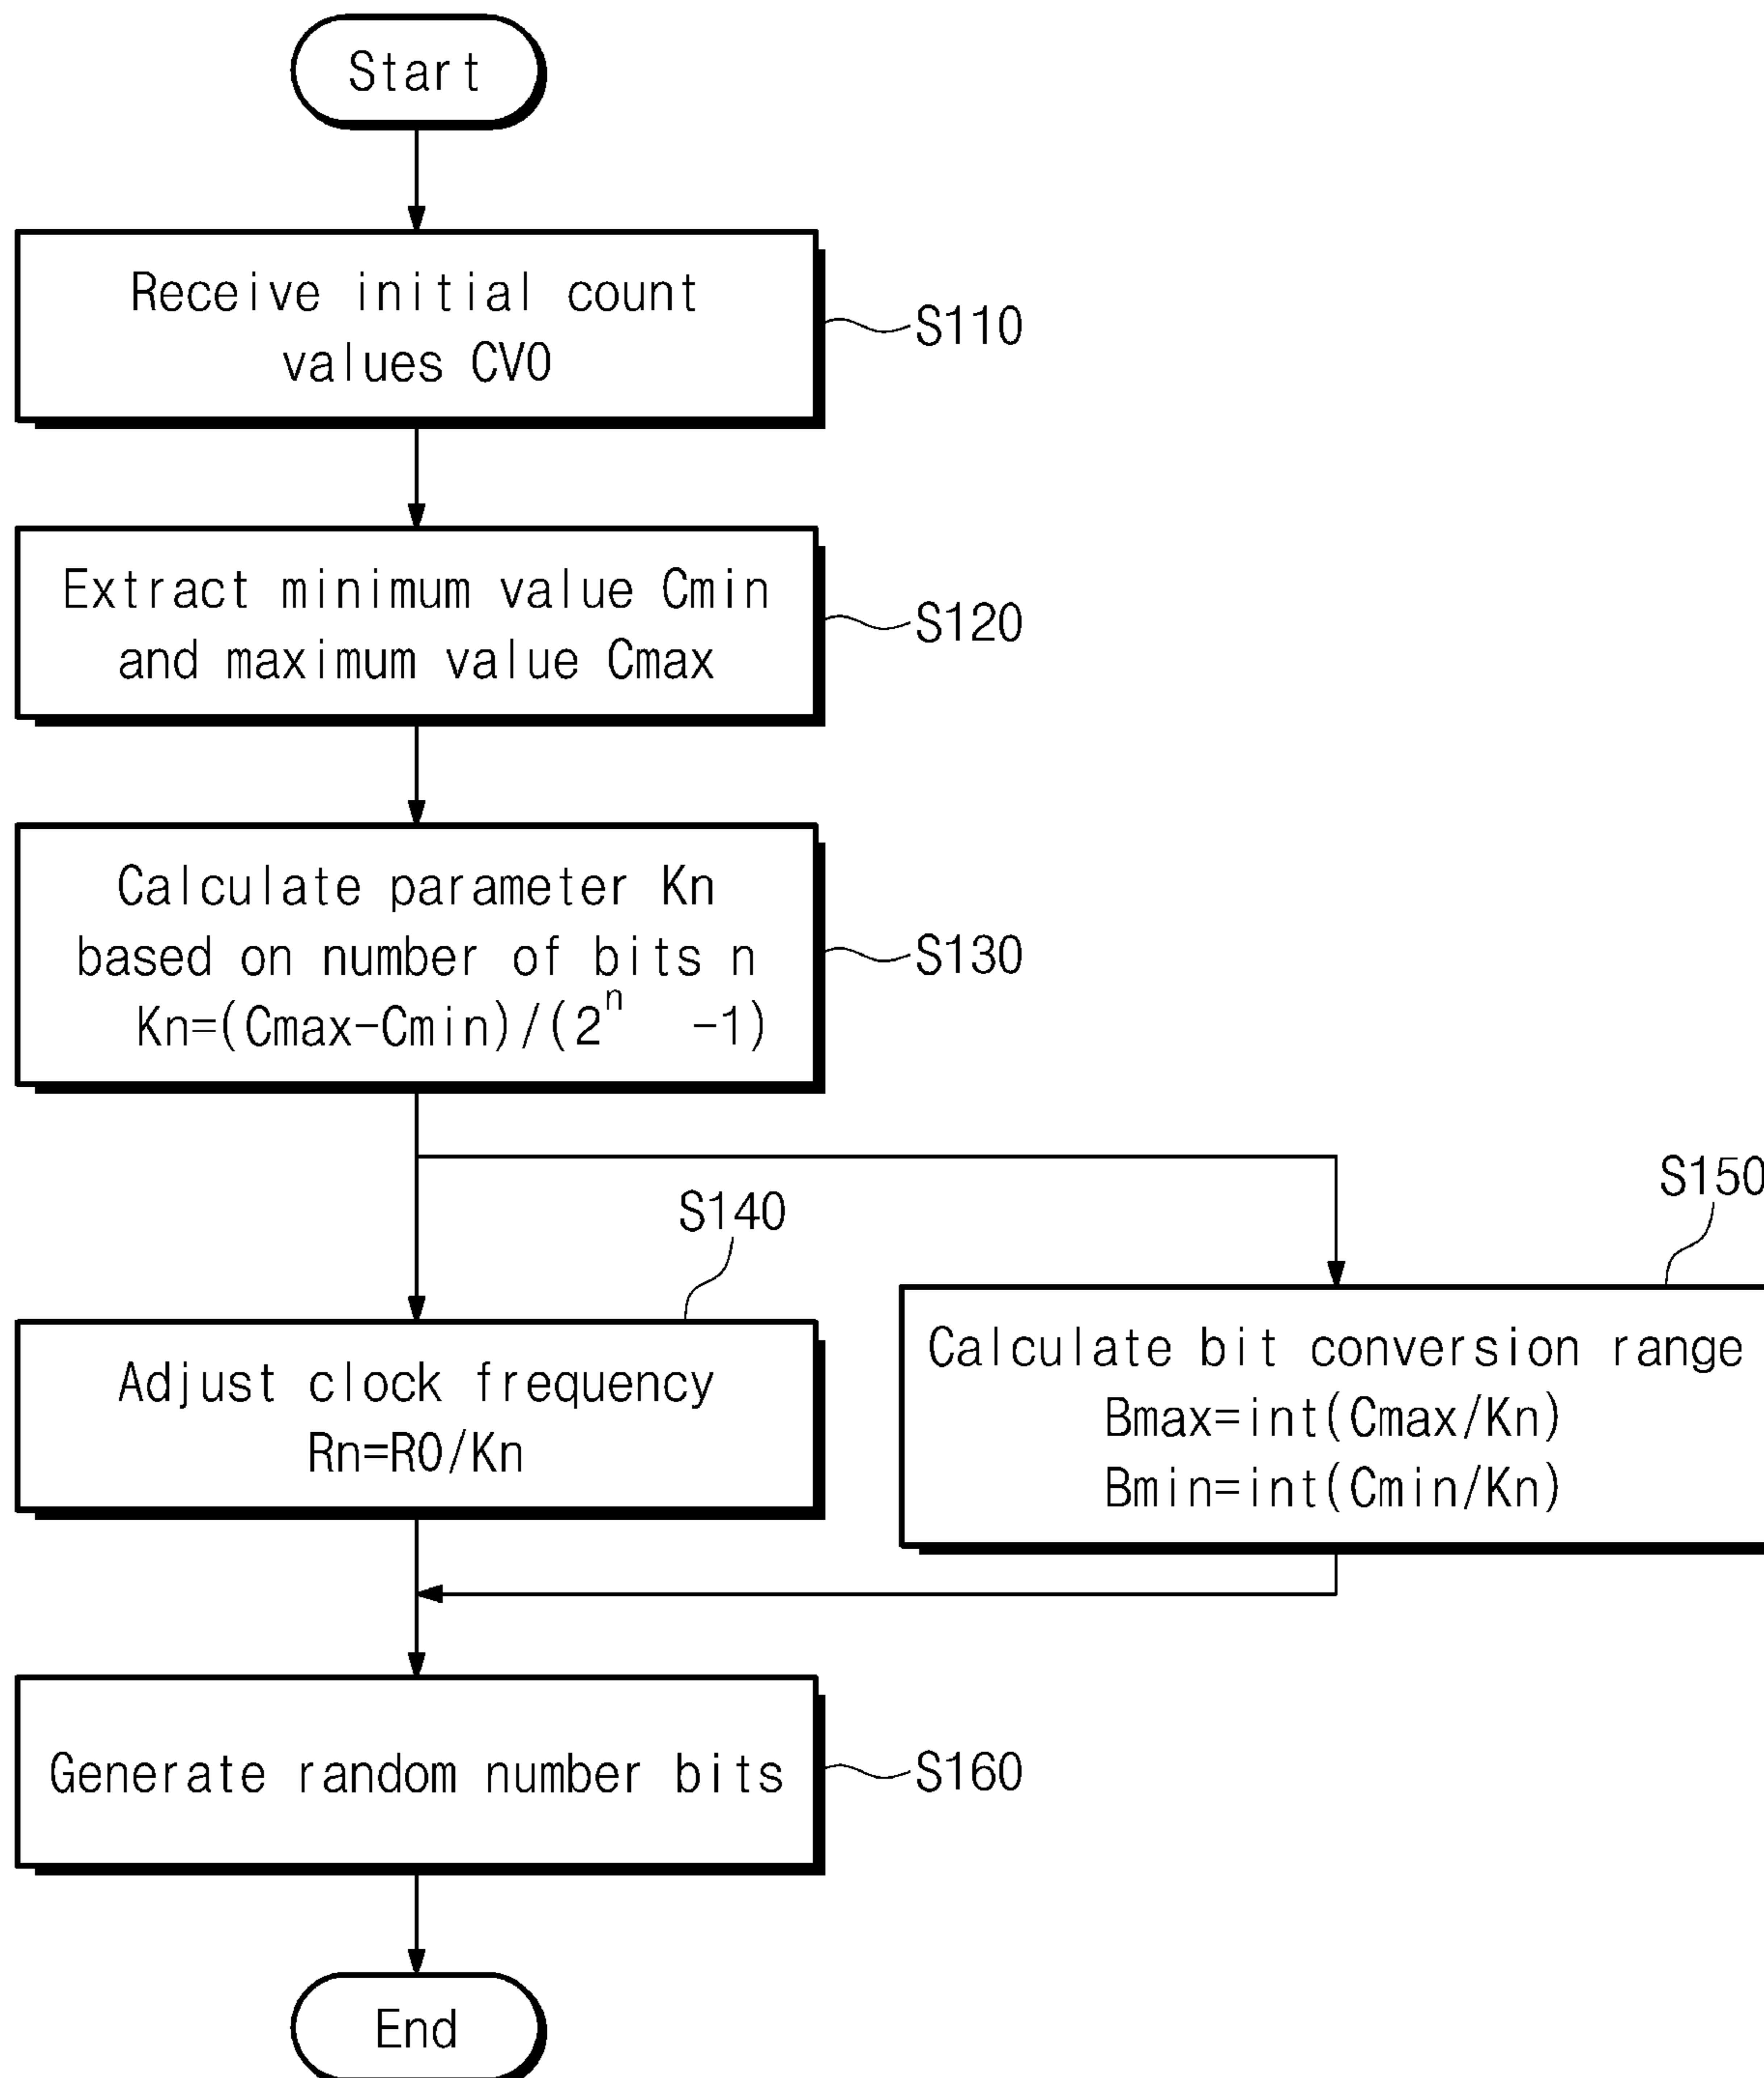 Start
Receive initial count
values CV0
S110
Extract minimum value Cmin
and maximum value Cmax
S120
Calculate parameter Kn
based on number of bits n
Kn=(Cmax-Cmin)/(2^n -1)
S130
S140
Adjust clock frequency
Rn=R0/Kn
S150
Calculate bit conversion range
Bmax=int(Cmax/Kn)
Bmin=int(Cmin/Kn)
Generate random number bits
S160
End